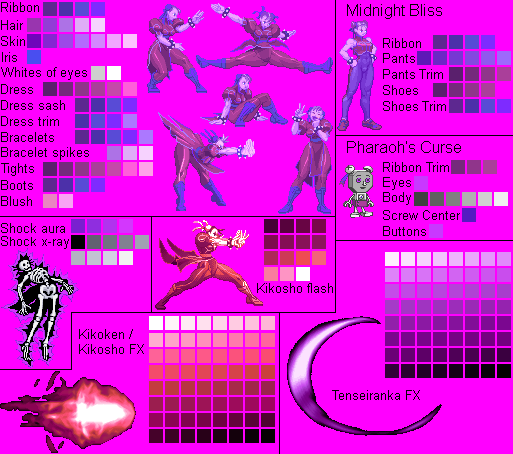 Ribbon
Hair
Skin
Iris
Whites of eyes
Dress
Dress sash
Dress trim
Bracelets
Bracelet spikes
Tights
Boots
Blush
Midnight Bliss
Ribbon
Pants
Pants Trim
Shoes
Shoes Trim
Pharaoh's Curse
Ribbon Trim
Eyes
Body
Screw Center
Buttons
Shock aura
Shock x-ray
Kikosho flash
Kikoken /
Kikosho FX
Tenseiranka FX